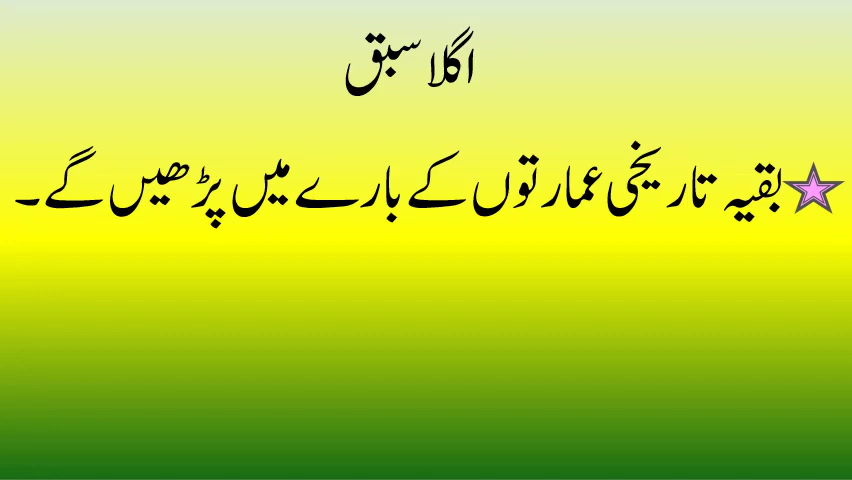 اگلا سبق
بقیہ تاریخی عمارتوں کے بارے میں پڑھیں گے۔